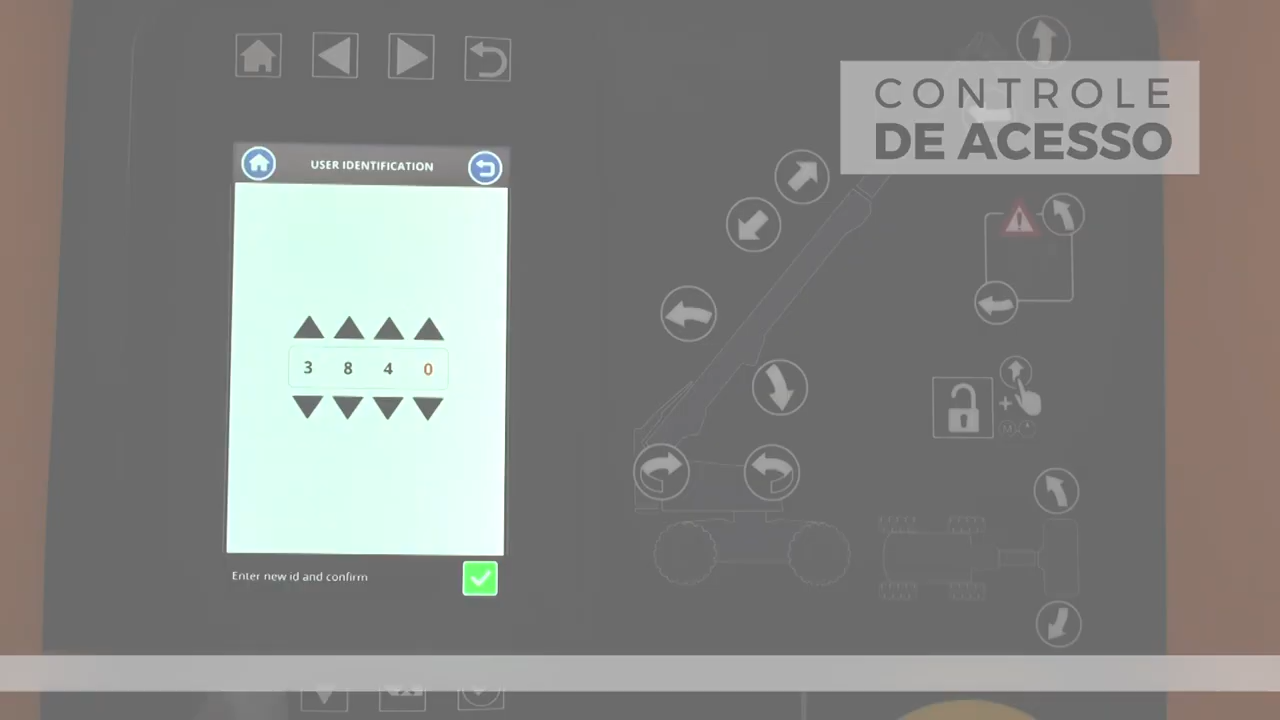 CONTROLE
DE ACESSO
USER IDENTIFICATION
3 8 4 0
Enter new id and confirm